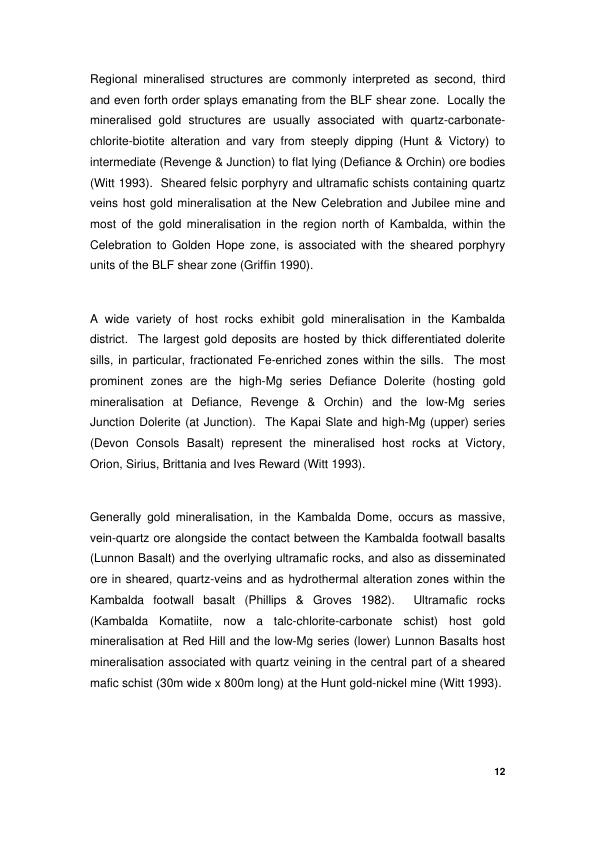 Regional mineralised structures are commonly interpreted as second, third
and even forth order splays emanating from the BLF shear zone.  Locally the
mineralised gold structures are usually associated with quartz-carbonate-
chlorite-biotite alteration and vary from steeply dipping (Hunt & Victory) to
intermediate (Revenge & Junction) to flat lying (Defiance & Orchin) ore bodies
(Witt 1993).  Sheared felsic porphyry and ultramafic schists containing quartz
veins host gold mineralisation at the New Celebration and Jubilee mine and
most of the gold mineralisation in the region north of Kambalda, within the
Celebration to Golden Hope zone, is associated with the sheared porphyry
units of the BLF shear zone (Griffin 1990).

A wide variety of host rocks exhibit gold mineralisation in the Kambalda
district.  The largest gold deposits are hosted by thick differentiated dolerite
sills, in particular, fractionated Fe-enriched zones within the sills.  The most
prominent zones are the high-Mg series Defiance Dolerite (hosting gold
mineralisation at Defiance, Revenge & Orchin) and the low-Mg series
Junction Dolerite (at Junction).  The Kapai Slate and high-Mg (upper) series
(Devon Consols Basalt) represent the mineralised host rocks at Victory,
Orion, Sirius, Brittania and Ives Reward (Witt 1993).

Generally gold mineralisation, in the Kambalda Dome, occurs as massive,
vein-quartz ore alongside the contact between the Kambalda footwall basalts
(Lunnon Basalt) and the overlying ultramafic rocks, and also as disseminated
ore in sheared, quartz-veins and as hydrothermal alteration zones within the
Kambalda footwall basalt (Phillips & Groves 1982).  Ultramafic rocks
(Kambalda Komatiite, now a talc-chlorite-carbonate schist) host gold
mineralisation at Red Hill and the low-Mg series (lower) Lunnon Basalts host
mineralisation associated with quartz veining in the central part of a sheared
mafic schist (30m wide x 800m long) at the Hunt gold-nickel mine (Witt 1993).

12